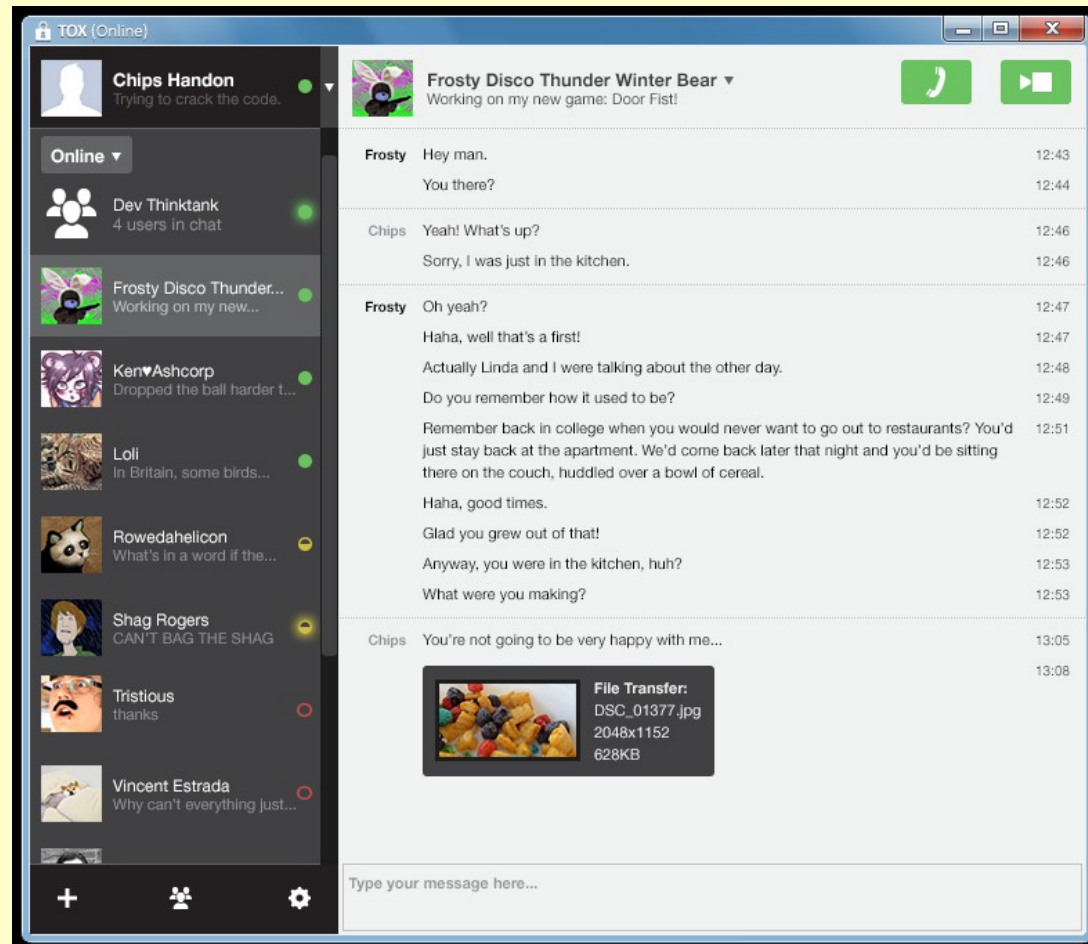 TOX (Online)
Chips Handon
Trying to crack the code.
Online ▾
Dev Thinktank
4 users in chat
Frosty Disco Thunder...
Working on my new...
Ken♥Ashcorp
Dropped the ball harder t...
Loli
In Britain, some birds...
Rowedahelicon
What's in a word if the...
Shag Rogers
CAN'T BAG THE SHAG
Tristious
thanks
Vincent Estrada
Why can't everything just...
Frosty Disco Thunder Winter Bear ▾
Working on my new game: Door Fist!
Frosty Hey man. 12:43
You there? 12:44
Chips Yeah! What's up? 12:46
Sorry, I was just in the kitchen. 12:46
Frosty Oh yeah? 12:47
Haha, well that's a first! 12:47
Actually Linda and I were talking about the other day. 12:48
Do you remember how it used to be? 12:49
Remember back in college when you would never want to go out to restaurants? You'd 12:51
just stay back at the apartment. We'd come back later that night and you'd be sitting
there on the couch, huddled over a bowl of cereal.
Haha, good times. 12:52
Glad you grew out of that! 12:52
Anyway, you were in the kitchen, huh? 12:53
What were you making? 12:53
Chips You're not going to be very happy with me... 13:05
13:08
File Transfer:
DSC_01377.jpg
2048x1152
628KB
Type your message here...